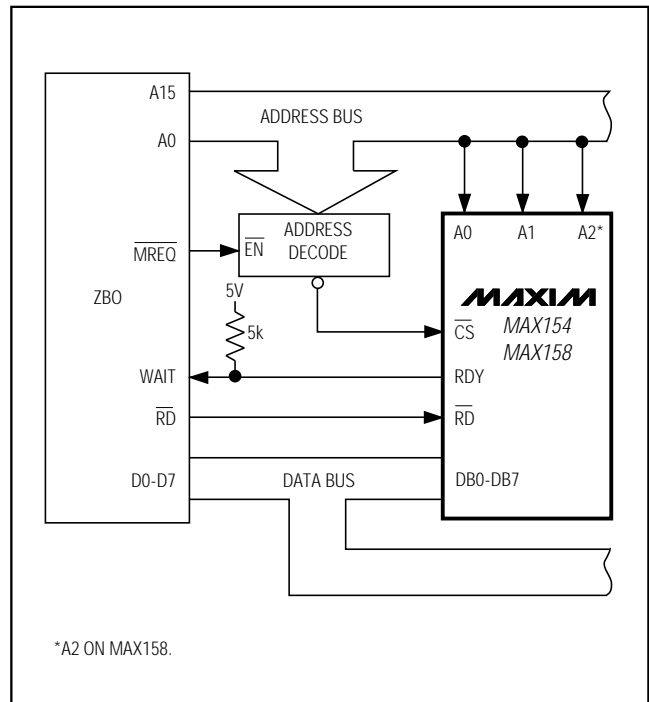 A15
ADDRESS BUS
A0
A0 A1 A2*
ADDRESS
DECODE
EN
MREQ
ZBO
5V
5k
MAXIM
MAX154
MAX158
CS
WAIT
RDY
RD
RD
D0-D7
DATA BUS
DB0-DB7
*A2 ON MAX158.